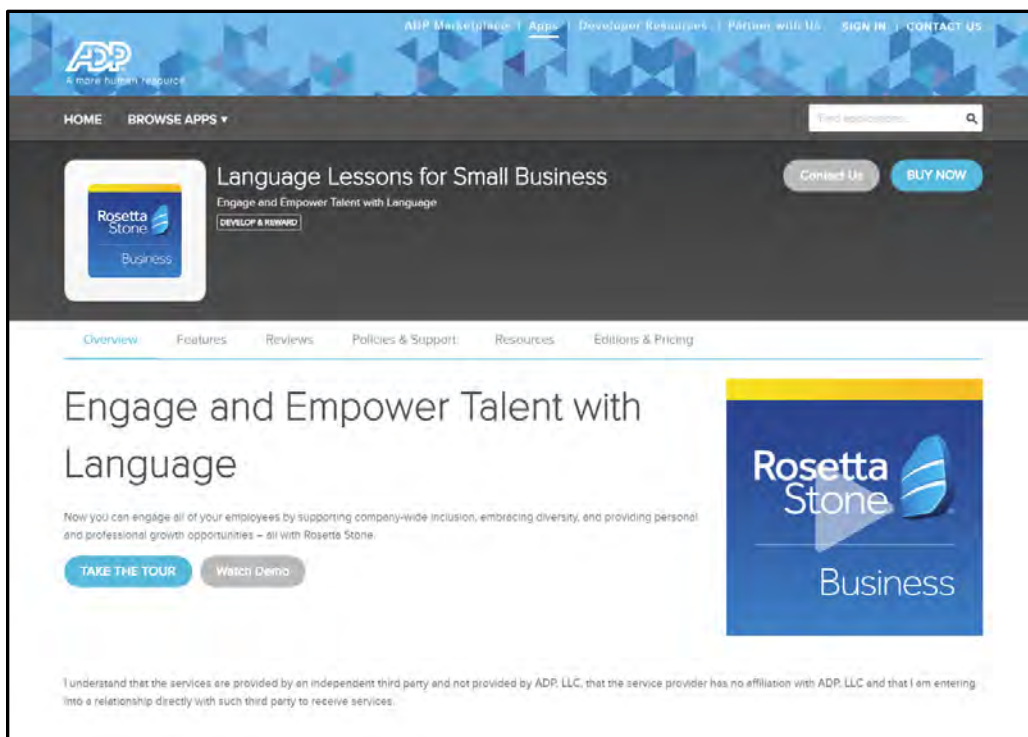 ADP Marketplace | Apps | Developer Resources | Partner with Us SIGN IN | CONTACT US
ADP
A more human resource.
HOME BROWSE APPS ▾
Find applications...
Language Lessons for Small Business
Engage and Empower Talent with Language
DEVELOP & REWARD
Contact Us BUY NOW
Rosetta
Stone
Business
Overview Features Reviews Policies & Support Resources Editions & Pricing
Engage and Empower Talent with
Language
Now you can engage all of your employees by supporting company-wide inclusion, embracing diversity, and providing personal
and professional growth opportunities – all with Rosetta Stone.
TAKE THE TOUR Watch Demo
Rosetta
Stone
Business
I understand that the services are provided by an independent third party and not provided by ADP, LLC, that the service provider has no affiliation with ADP, LLC and that I am entering
into a relationship directly with such third party to receive services.